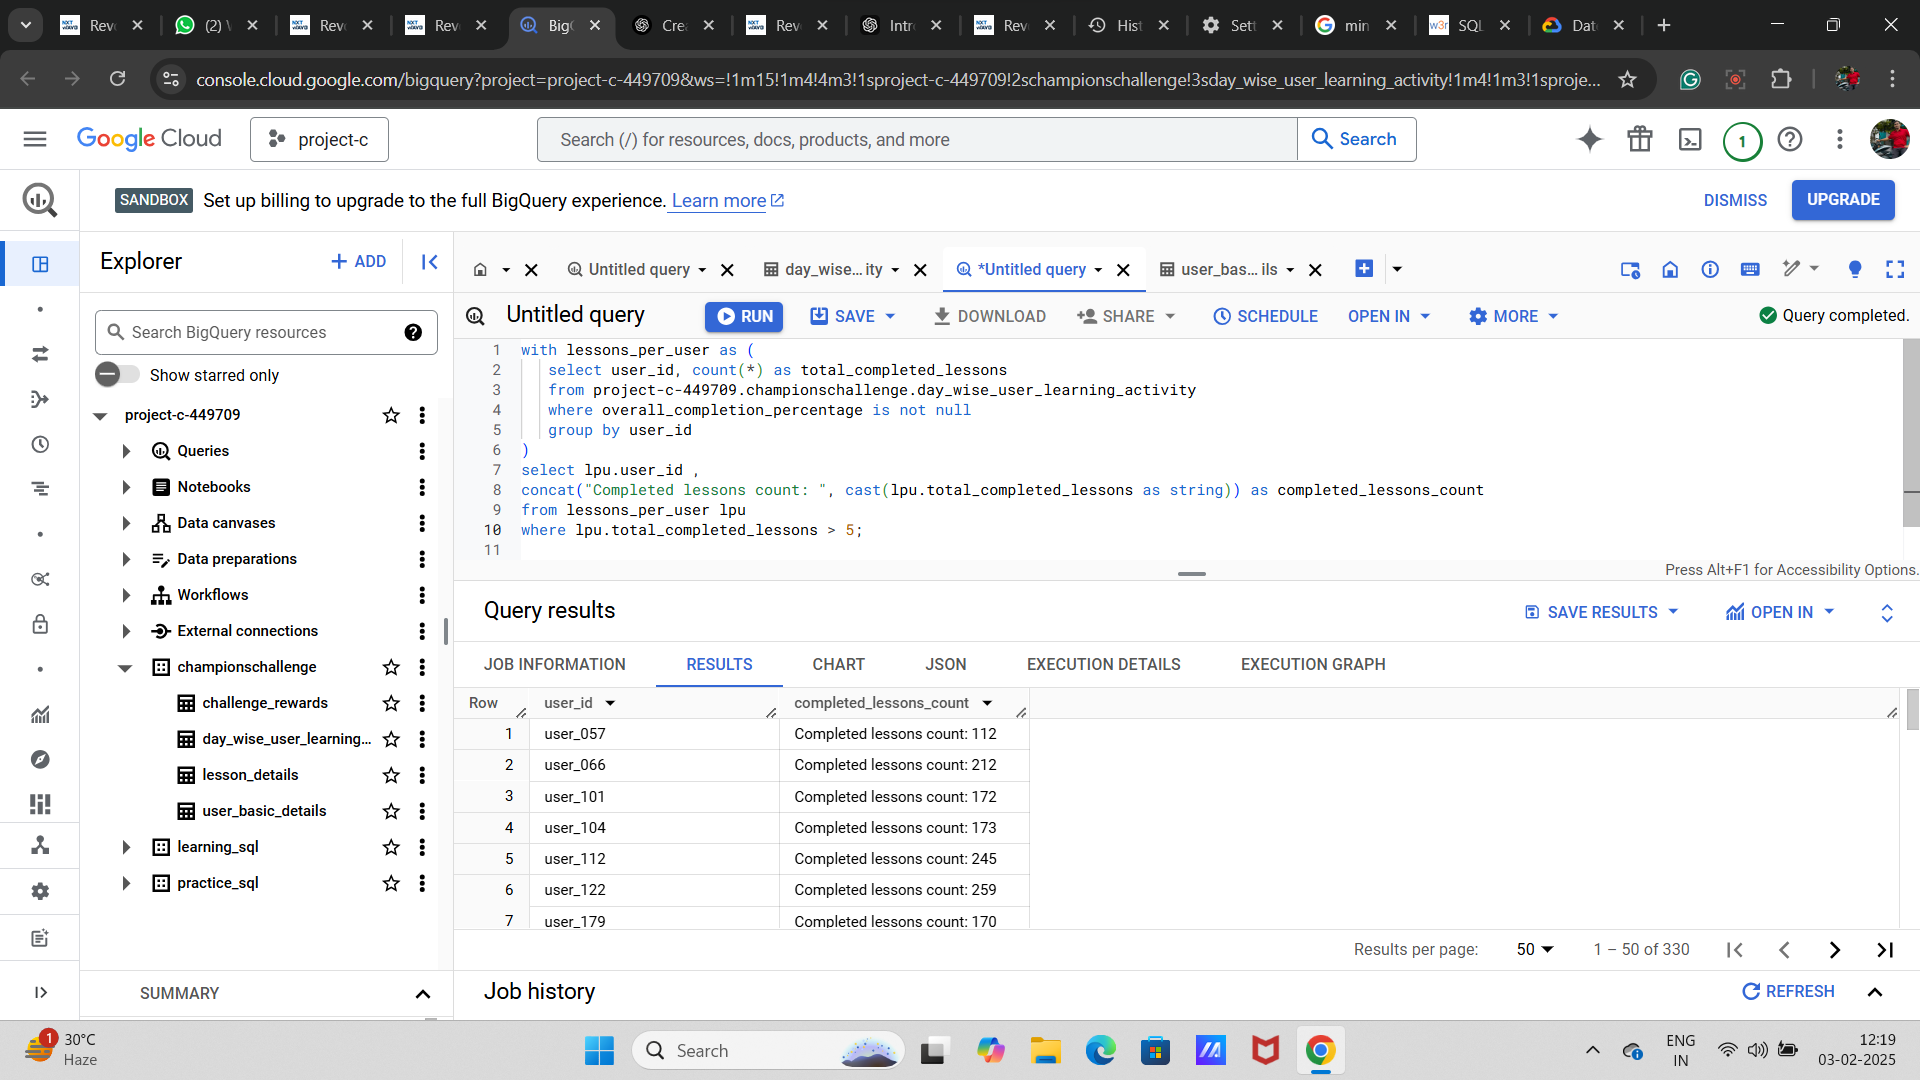 Rev
(2)
Rev
Rev
Big
Cre
Rev
Intr
Rev
Hist
Sett
min
SQL
Dat
console.cloud.google.com/bigquery?project=project-c-449709&ws=!1m15!1m4!4m3!1sproject-c-449709!2schampionschallenge!3sday_wise_user_learning_activity!1m4!1m3!1sproje...
Google Cloud
project-c
Search (/) for resources, docs, products, and more
Search
1
SANDBOX Set up billing to upgrade to the full BigQuery experience. Learn more
DISMISS
UPGRADE
Explorer
+ ADD
Untitled query
day_wise...ity
*Untitled query
user_bas... ils
Untitled query
RUN
SAVE
DOWNLOAD
SHARE
SCHEDULE
OPEN IN
MORE
Query completed.
Search BigQuery resources
Show starred only
project-c-449709
Queries
Notebooks
Data canvases
Data preparations
Workflows
External connections
championschallenge
challenge_rewards
day_wise_user_learning...
lesson_details
user_basic_details
learning_sql
practice_sql
SUMMARY
1 with lessons_per_user as (
2 select user_id, count(*) as total_completed_lessons
3 from project-c-449709.championschallenge.day_wise_user_learning_activity
4 where overall_completion_percentage is not null
5 group by user_id
6 )
7 select lpu.user_id ,
8 concat("Completed lessons count: ", cast(lpu.total_completed_lessons as string)) as completed_lessons_count
9 from lessons_per_user lpu
10 where lpu.total_completed_lessons > 5;
11
Press Alt+F1 for Accessibility Options.
Query results
SAVE RESULTS
OPEN IN
JOB INFORMATION
RESULTS
CHART
JSON
EXECUTION DETAILS
EXECUTION GRAPH
Row user_id completed_lessons_count
1 user_057 Completed lessons count: 112
2 user_066 Completed lessons count: 212
3 user_101 Completed lessons count: 172
4 user_104 Completed lessons count: 173
5 user_112 Completed lessons count: 245
6 user_122 Completed lessons count: 259
7 user_179 Completed lessons count: 170
Results per page: 50 1 – 50 of 330
Job history
REFRESH
1
30°C
Haze
Search
ENG
IN
12:19
03-02-2025